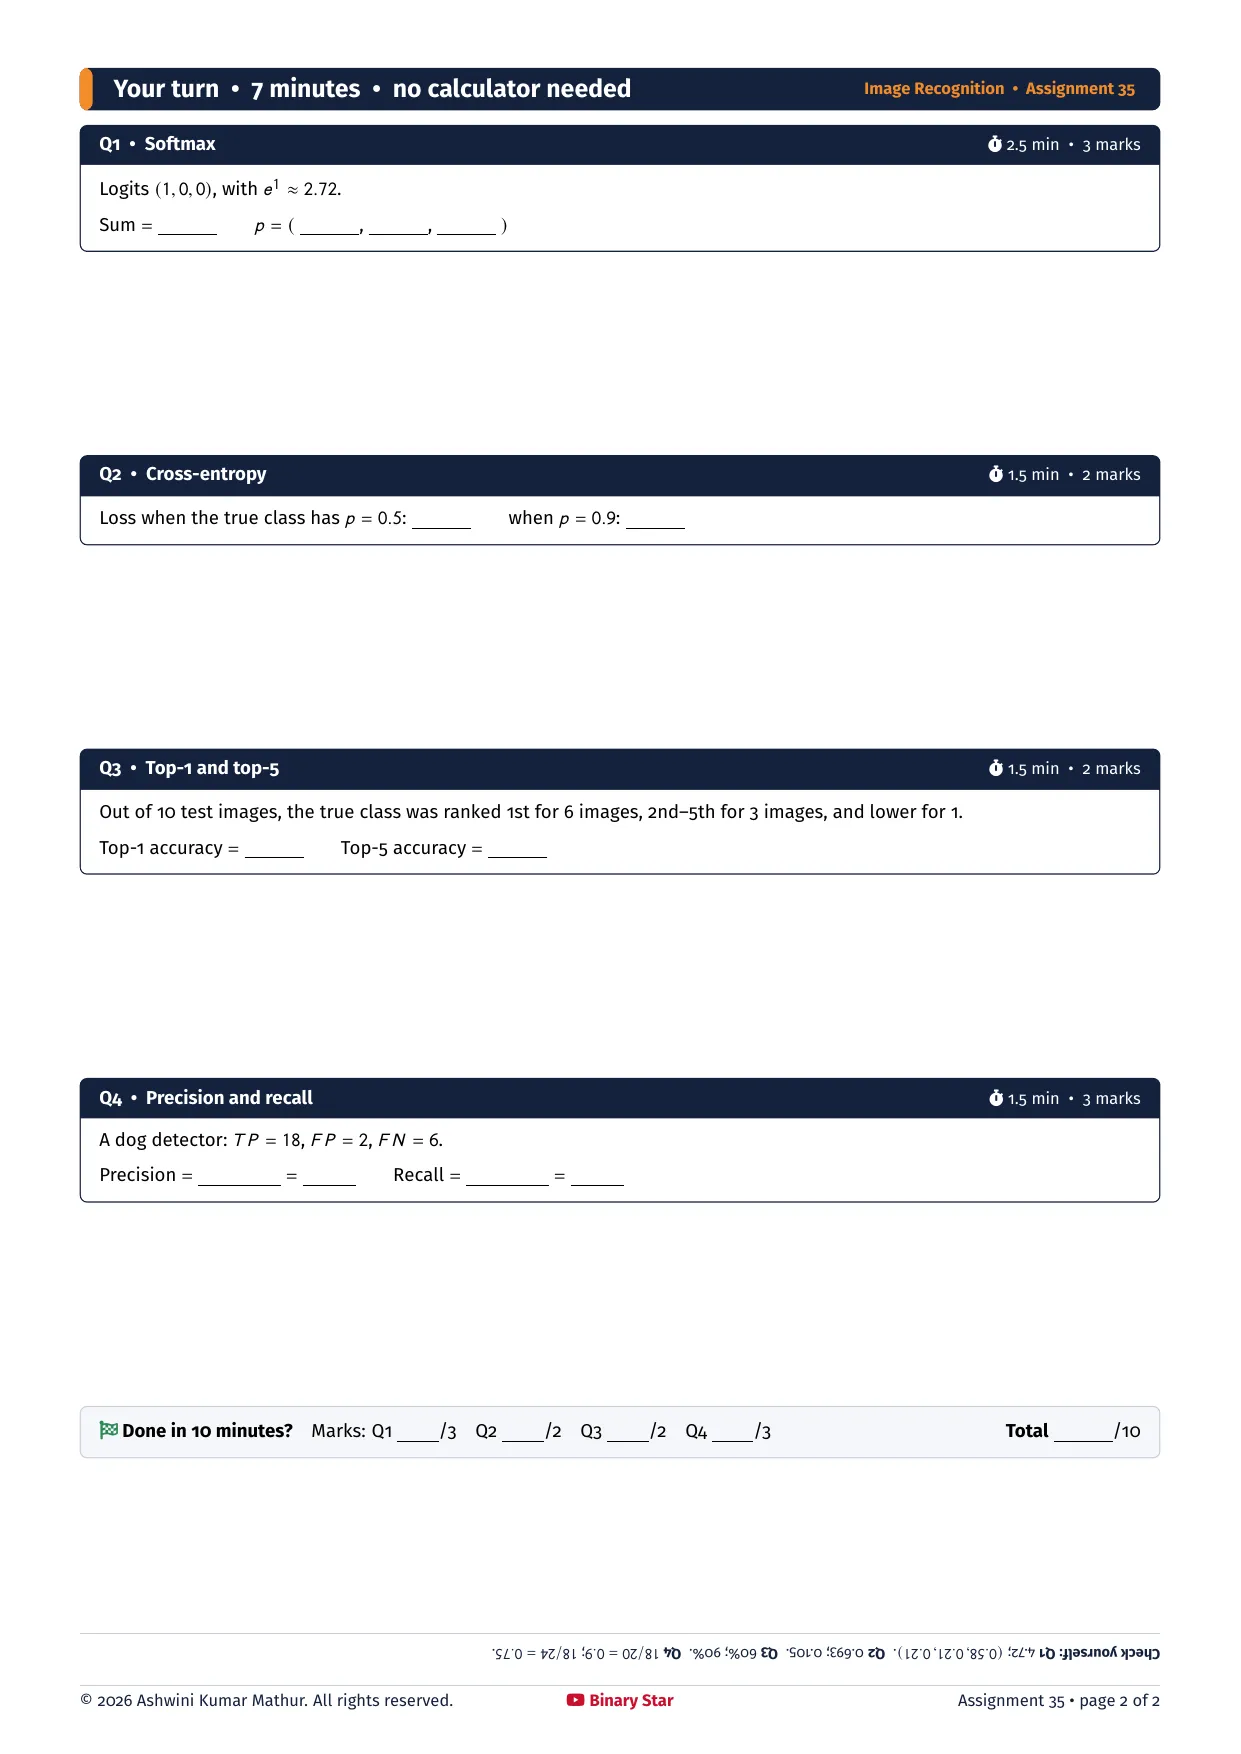 Your turn • 7 minutes • no calculator needed
Image Recognition • Assignment 35
Q1 • Softmax
2.5 min • 3 marks
Logits (1, 0, 0), with e¹ ≈ 2.72.
Sum = ______ p = ( ______, ______, ______ )
Q2 • Cross-entropy
1.5 min • 2 marks
Loss when the true class has p = 0.5: ______ when p = 0.9: ______
Q3 • Top-1 and top-5
1.5 min • 2 marks
Out of 10 test images, the true class was ranked 1st for 6 images, 2nd–5th for 3 images, and lower for 1.
Top-1 accuracy = ______ Top-5 accuracy = ______
Q4 • Precision and recall
1.5 min • 3 marks
A dog detector: TP = 18, FP = 2, FN = 6.
Precision = ________ = _____ Recall = ________ = _____
Done in 10 minutes? Marks: Q1 ____/3 Q2 ____/2 Q3 ____/2 Q4 ____/3 Total ______/10
Check yourself: Q1 4.72; (0.58, 0.21, 0.21). Q2 0.693; 0.105. Q3 60%; 90%. Q4 18/20 = 0.9; 18/24 = 0.75.
© 2026 Ashwini Kumar Mathur. All rights reserved.
Binary Star
Assignment 35 • page 2 of 2